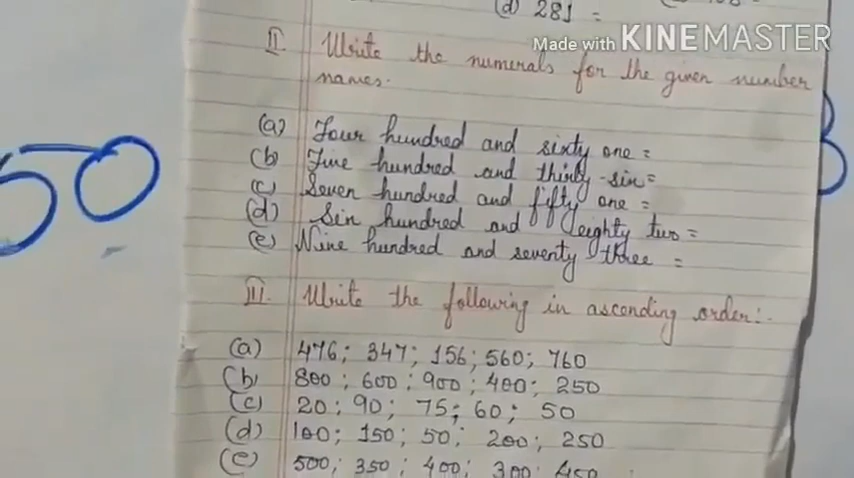 (d) 281 =
Made with KINEMASTER
II. Write the numerals for the given number
names.
(a) Four hundred and sixty one =
(b) Five hundred and thirty-six =
(c) Seven hundred and fifty one =
(d) Six hundred and eighty two =
(e) Nine hundred and seventy three =
III. Write the following in ascending order:-
(a) 476; 347; 156; 560; 760
(b) 800; 600; 900; 400; 250
(c) 20; 90; 75; 60; 50
(d) 100; 150; 50; 200; 250
(e) 500; 350; 400; 300; 450
50